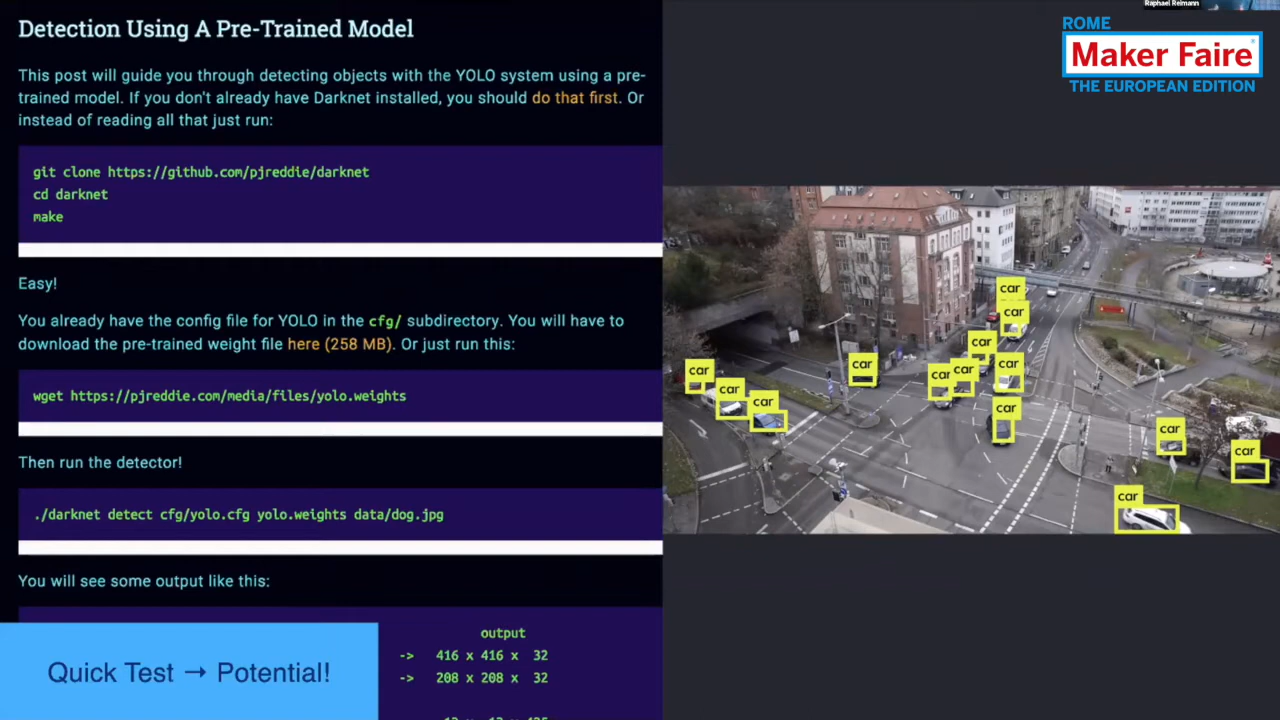 Detection Using A Pre-Trained Model
This post will guide you through detecting objects with the YOLO system using a pre-
trained model. If you don't already have Darknet installed, you should do that first. Or
instead of reading all that just run:
git clone https://github.com/pjreddie/darknet
cd darknet
make
Easy!
You already have the config file for YOLO in the cfg/ subdirectory. You will have to
download the pre-trained weight file here (258 MB). Or just run this:
wget https://pjreddie.com/media/files/yolo.weights
Then run the detector!
./darknet detect cfg/yolo.cfg yolo.weights data/dog.jpg
You will see some output like this:
output
-> 416 x 416 x 32
-> 208 x 208 x 32
Quick Test → Potential!
Raphael Reimann
ROME
Maker Faire
THE EUROPEAN EDITION
car
car
car
car
car
car
car
car
car
car
car
car
car
car